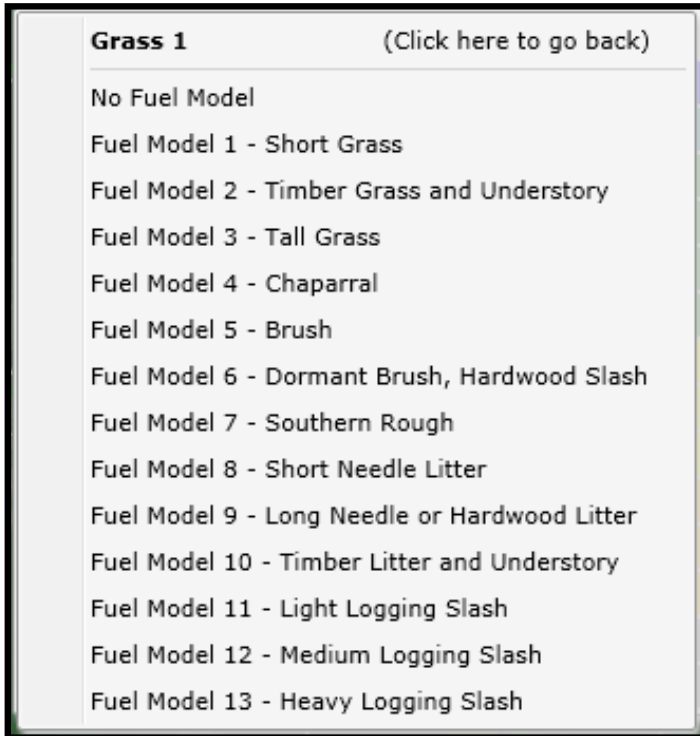 Grass 1 (Click here to go back)
No Fuel Model
Fuel Model 1 - Short Grass
Fuel Model 2 - Timber Grass and Understory
Fuel Model 3 - Tall Grass
Fuel Model 4 - Chaparral
Fuel Model 5 - Brush
Fuel Model 6 - Dormant Brush, Hardwood Slash
Fuel Model 7 - Southern Rough
Fuel Model 8 - Short Needle Litter
Fuel Model 9 - Long Needle or Hardwood Litter
Fuel Model 10 - Timber Litter and Understory
Fuel Model 11 - Light Logging Slash
Fuel Model 12 - Medium Logging Slash
Fuel Model 13 - Heavy Logging Slash